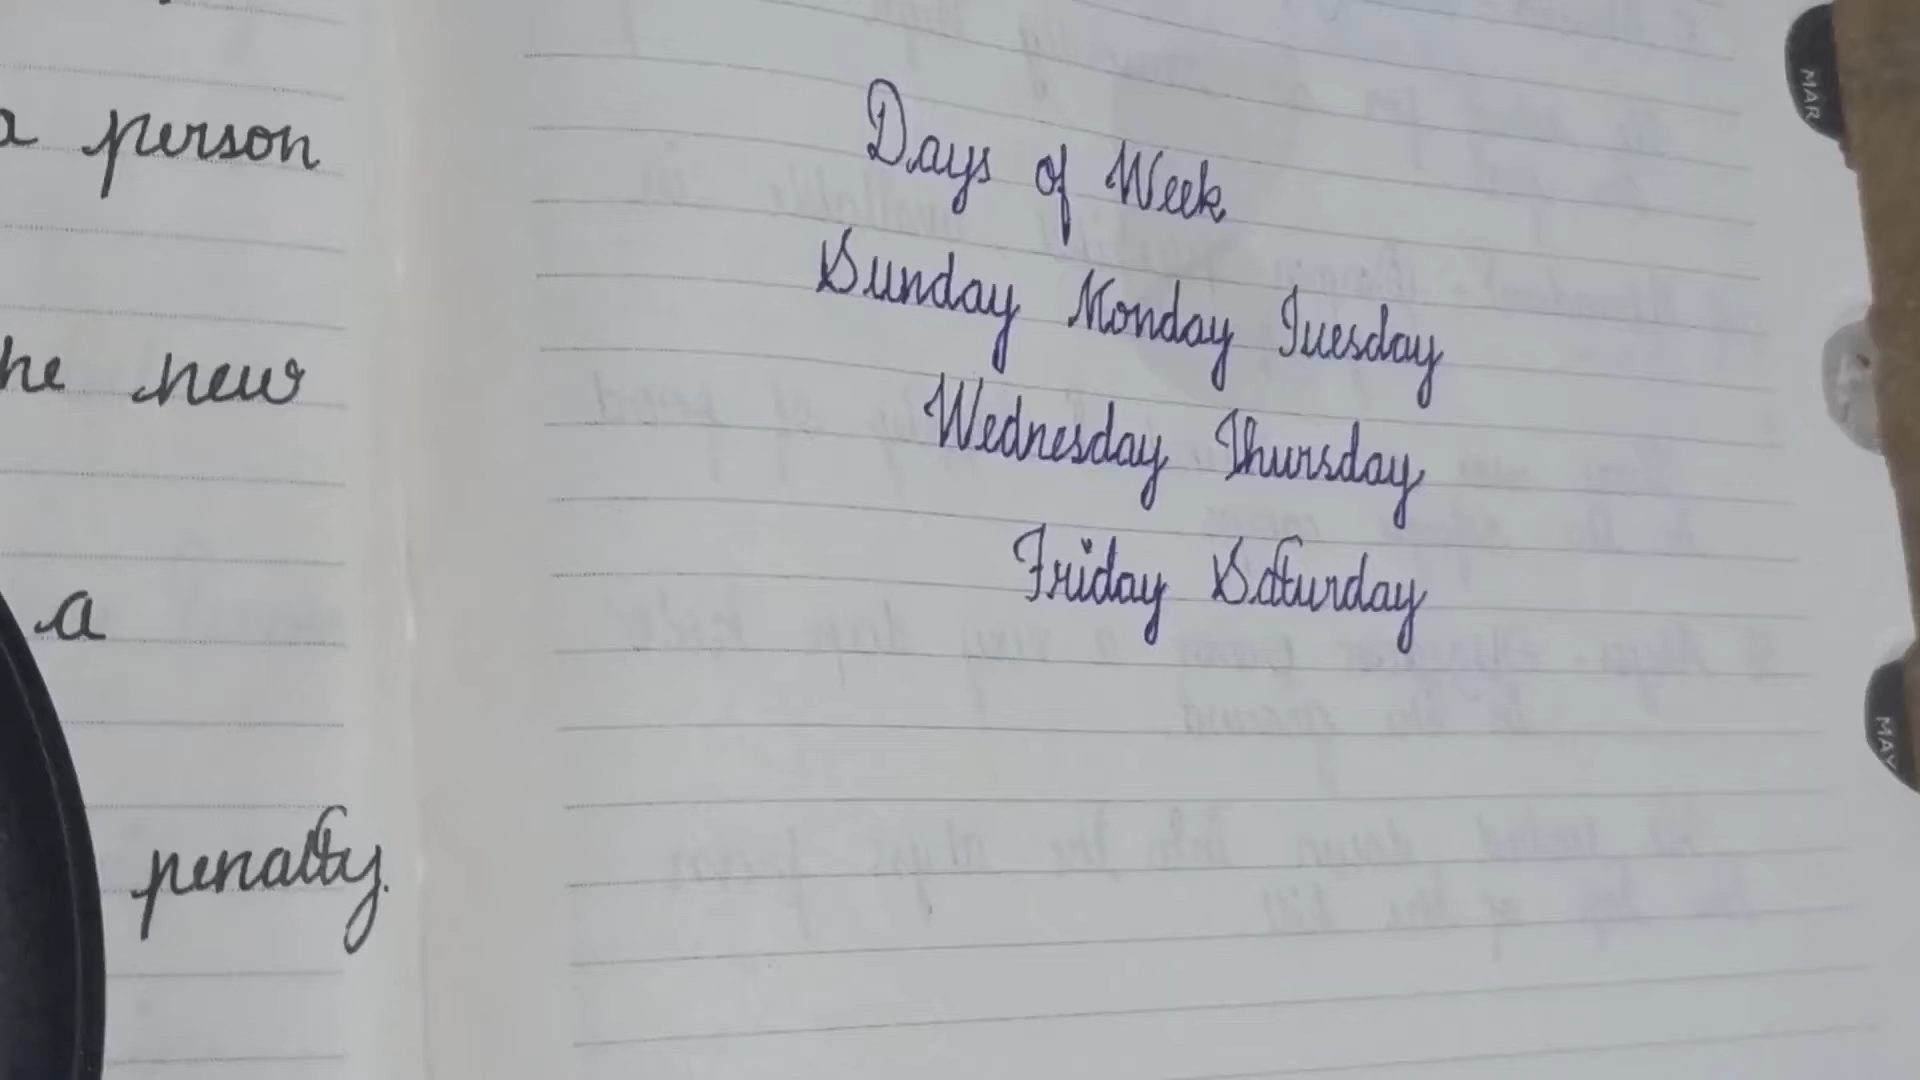 a person
he new
a
penalty.
Days of Week
Sunday Monday Tuesday
Wednesday Thursday
Friday Saturday
MAR
MAY